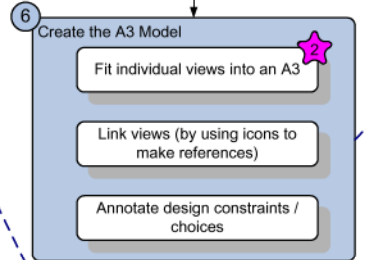 6
Create the A3 Model
2
Fit individual views into an A3
Link views (by using icons to
make references)
Annotate design constraints /
choices